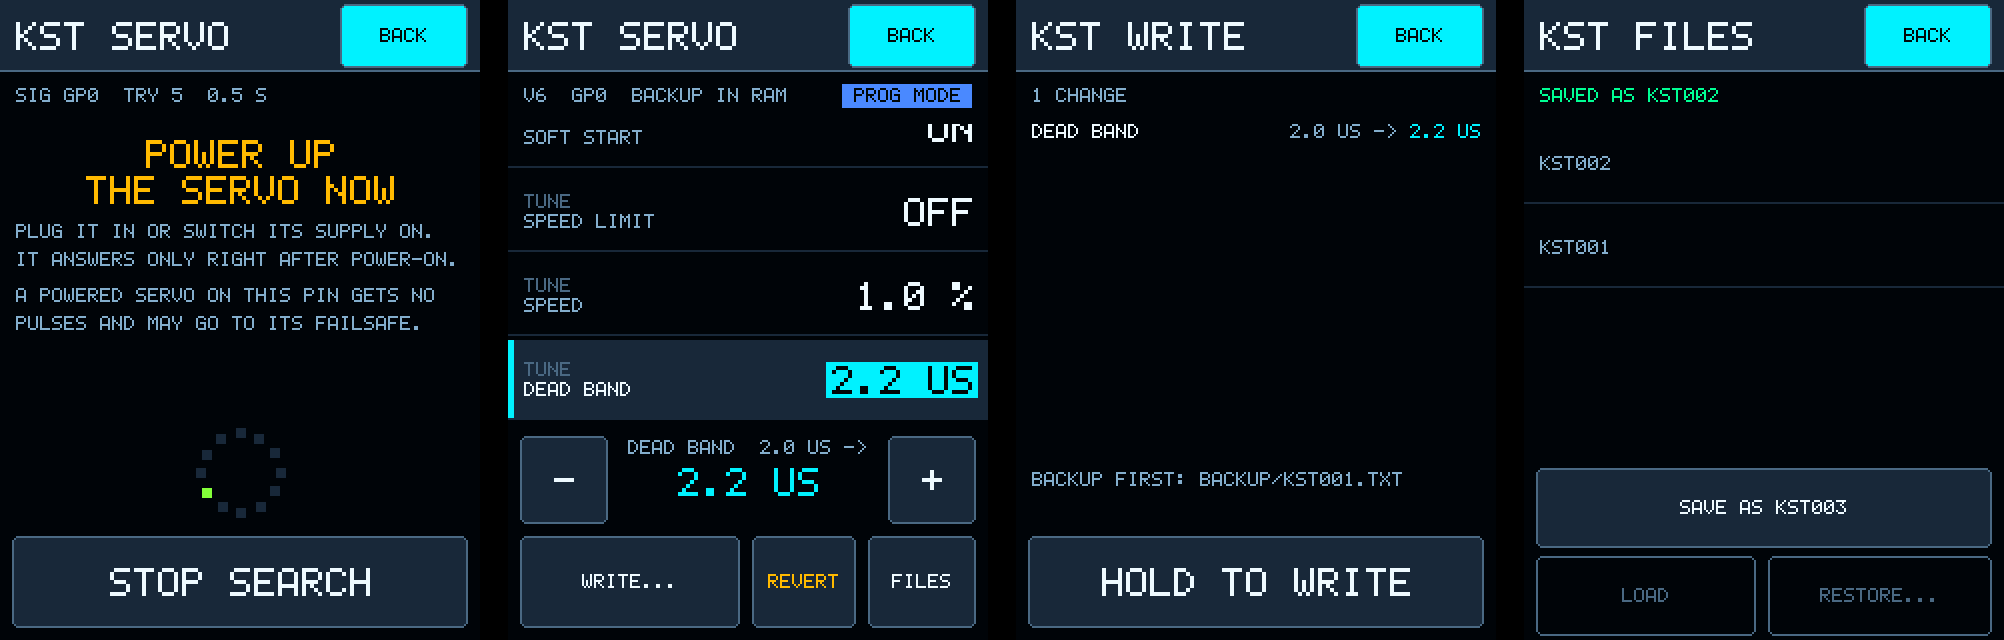 KST SERVO
BACK
SIG GP0 TRY 5 0.5 S
POWER UP
THE SERVO NOW
PLUG IT IN OR SWITCH ITS SUPPLY ON.
IT ANSWERS ONLY RIGHT AFTER POWER-ON.
A POWERED SERVO ON THIS PIN GETS NO
PULSES AND MAY GO TO ITS FAILSAFE.
STOP SEARCH
KST SERVO
BACK
V6 GP0 BACKUP IN RAM PROG MODE
SOFT START ON
TUNE
SPEED LIMIT OFF
TUNE
SPEED 1.0 %
TUNE
DEAD BAND 2.2 US
DEAD BAND 2.0 US ->
- 2.2 US +
WRITE... REVERT FILES
KST WRITE
BACK
1 CHANGE
DEAD BAND 2.0 US -> 2.2 US
BACKUP FIRST: BACKUP/KST001.TXT
HOLD TO WRITE
KST FILES
BACK
SAVED AS KST002
KST002
KST001
SAVE AS KST003
LOAD RESTORE...